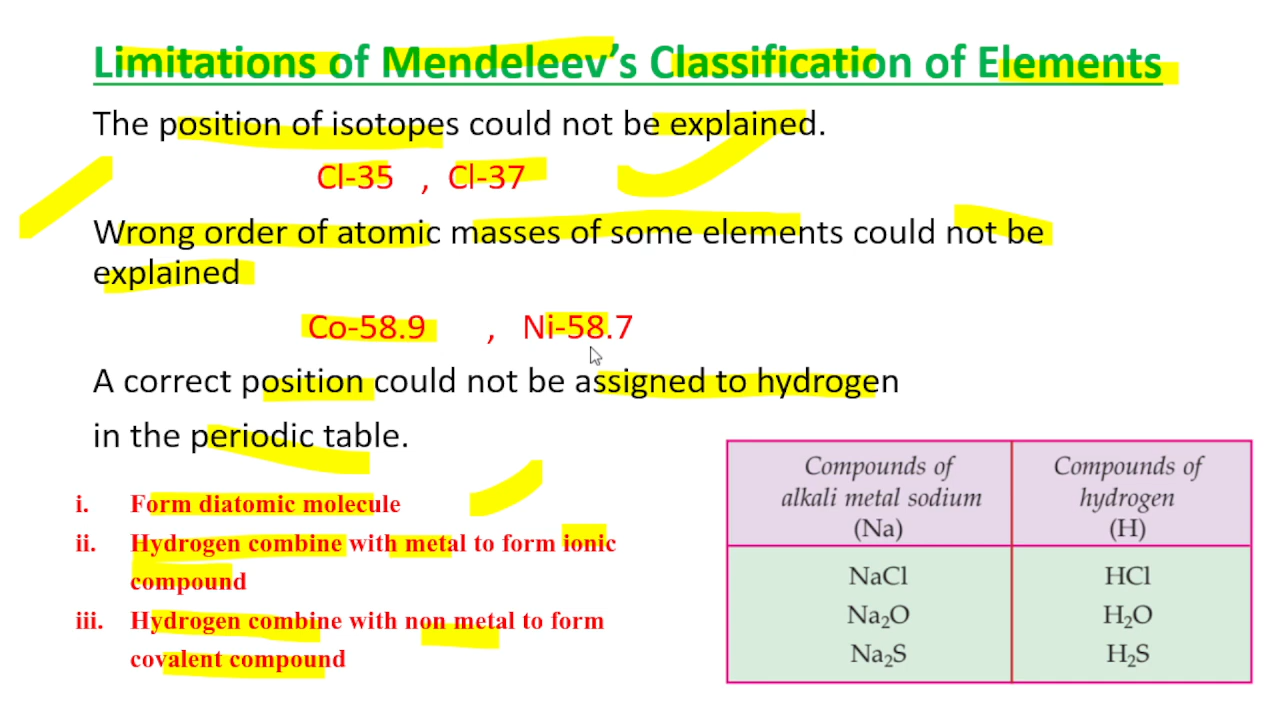 Limitations of Mendeleev's Classification of Elements
The position of isotopes could not be explained.
Cl-35 , Cl-37
Wrong order of atomic masses of some elements could not be
explained
Co-58.9 , Ni-58.7
A correct position could not be assigned to hydrogen
in the periodic table.
i. Form diatomic molecule
ii. Hydrogen combine with metal to form ionic
compound
iii. Hydrogen combine with non metal to form
covalent compound
Compounds of
alkali metal sodium
(Na)
Compounds of
hydrogen
(H)
NaCl HCl
Na₂O H₂O
Na₂S H₂S